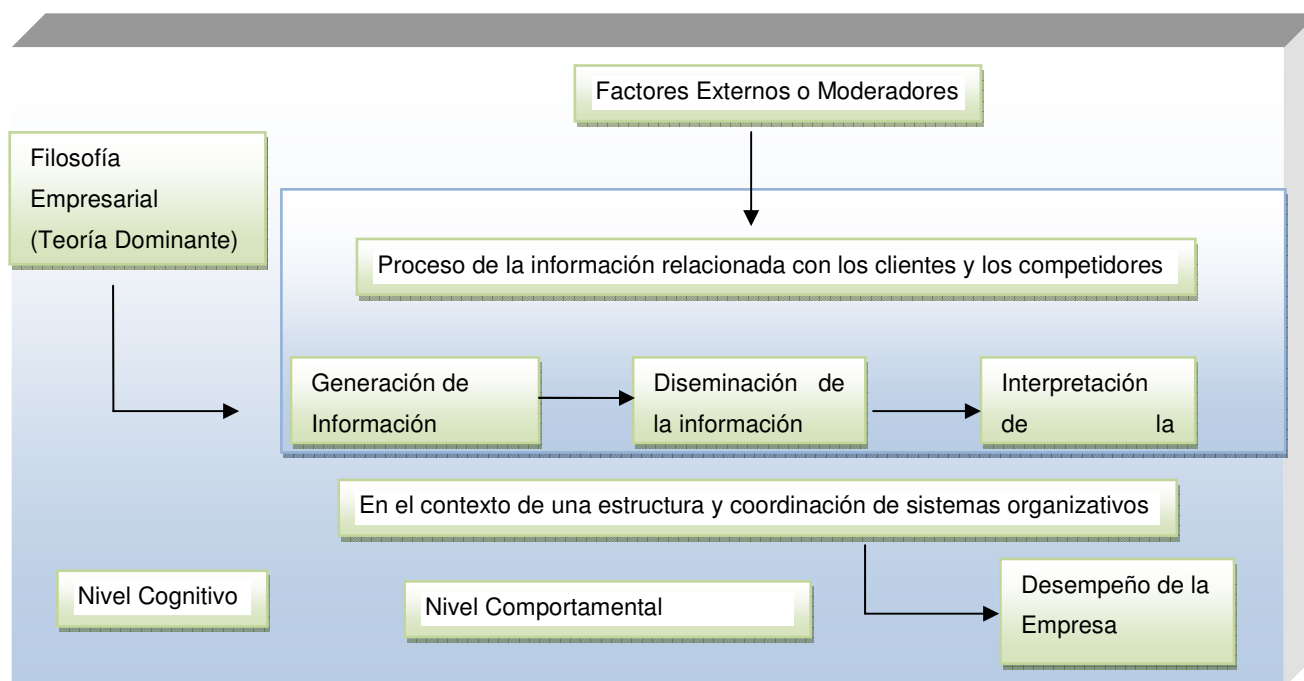 Factores Externos o Moderadores
Filosofía
Empresarial
(Teoría Dominante)
Proceso de la información relacionada con los clientes y los competidores
Generación de
Información
Diseminación de
la información
Interpretación
de la
En el contexto de una estructura y coordinación de sistemas organizativos
Nivel Cognitivo
Nivel Comportamental
Desempeño de la
Empresa